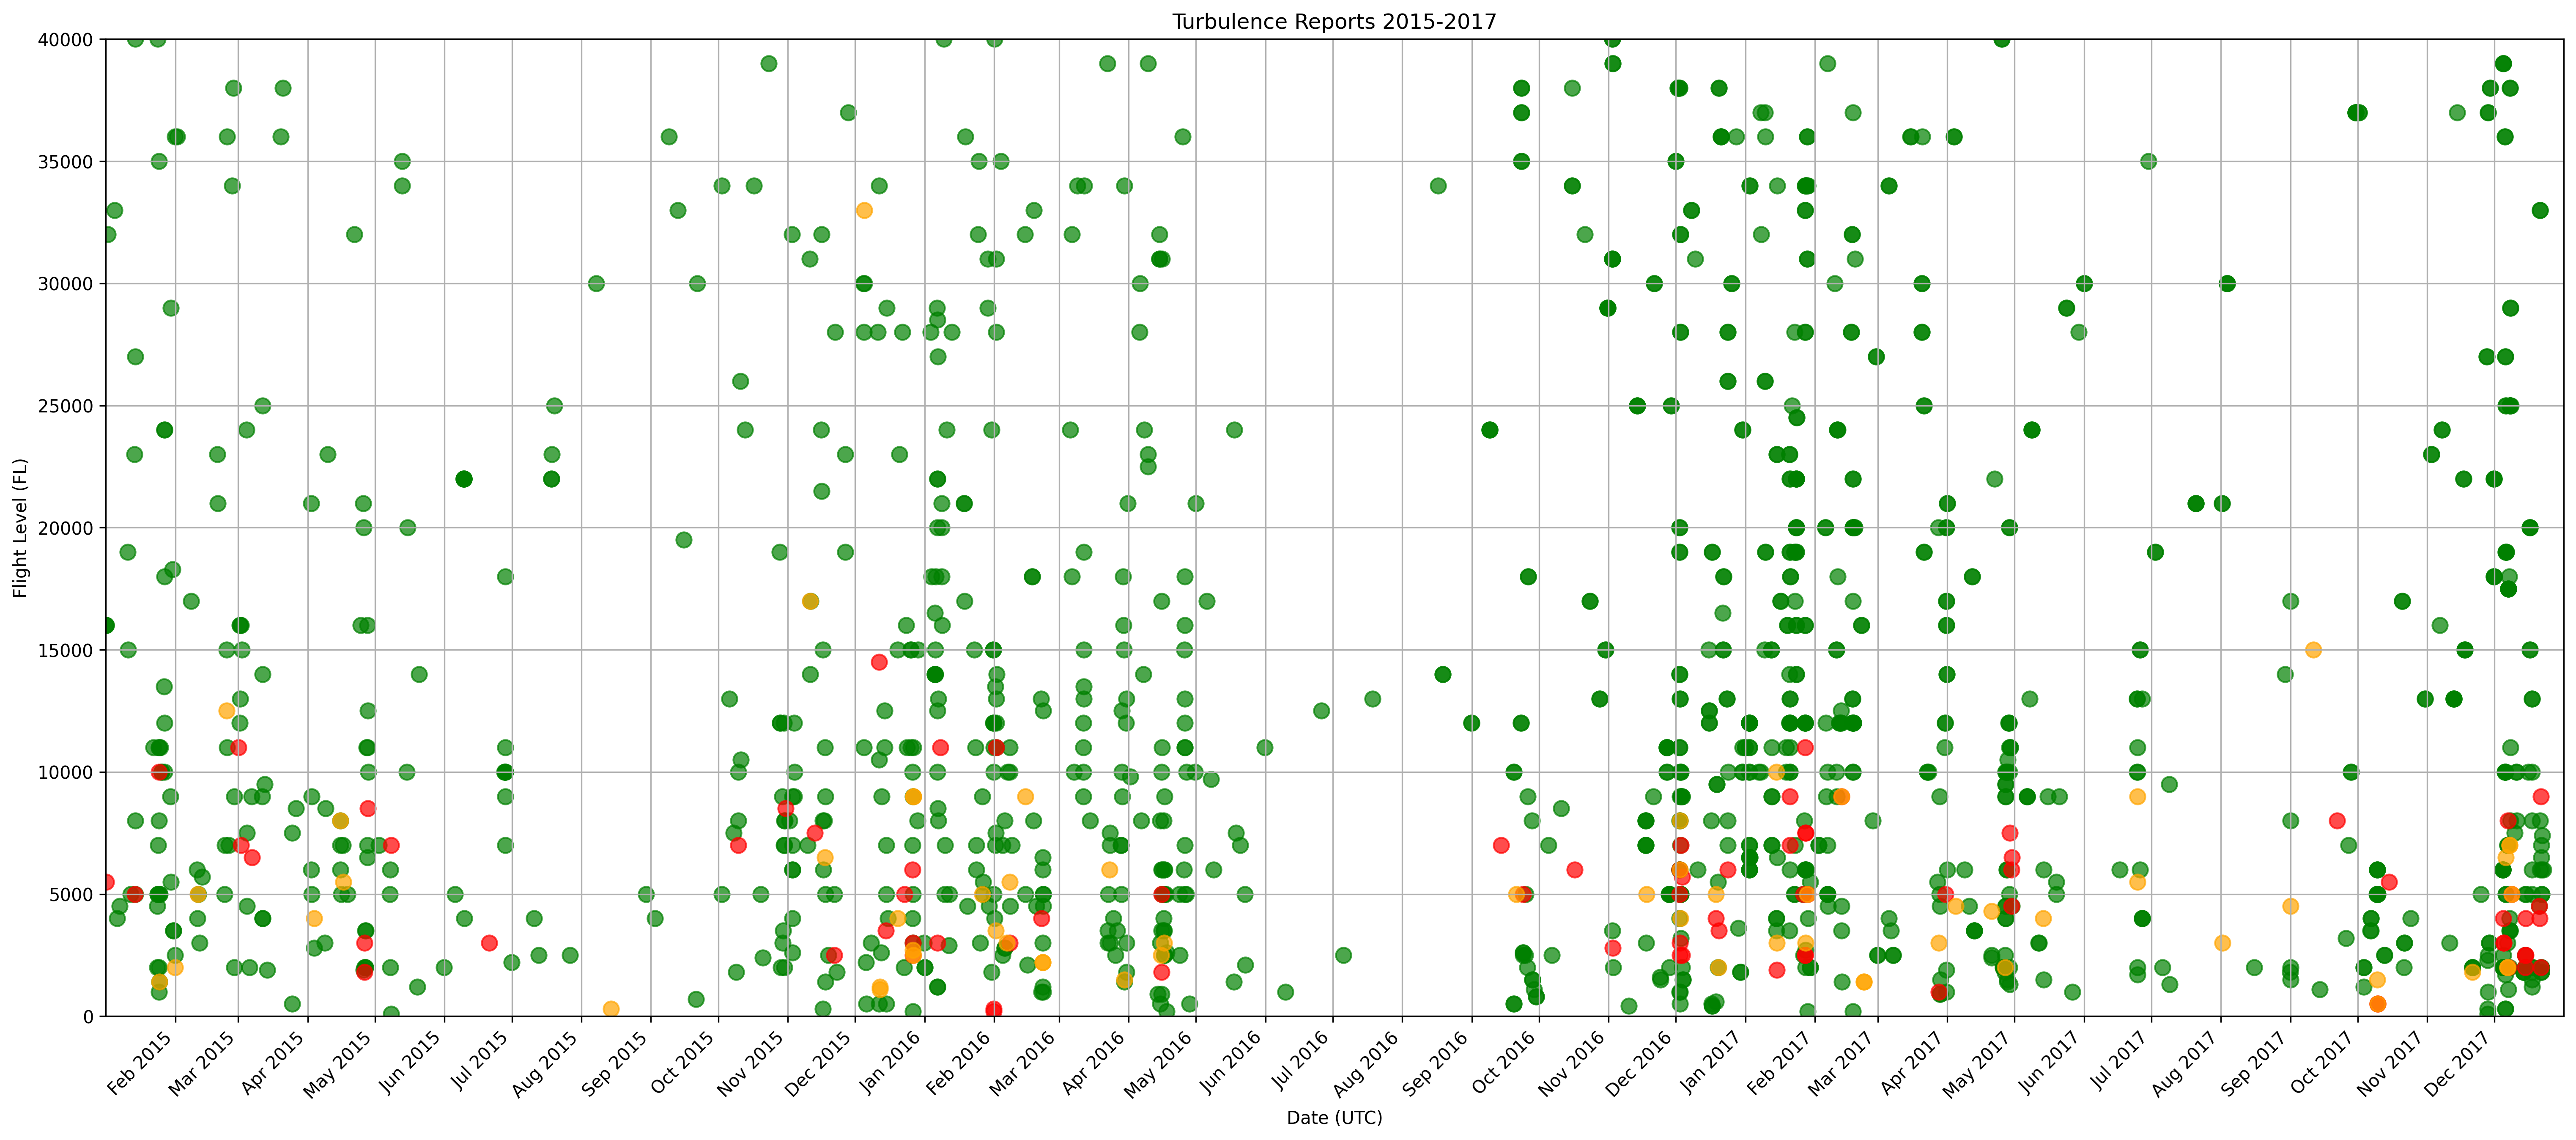 Turbulence Reports 2015-2017
Flight Level (FL)
40000
35000
30000
25000
20000
15000
10000
5000
0
Feb 2015
Mar 2015
Apr 2015
May 2015
Jun 2015
Jul 2015
Aug 2015
Sep 2015
Oct 2015
Nov 2015
Dec 2015
Jan 2016
Feb 2016
Mar 2016
Apr 2016
May 2016
Jun 2016
Jul 2016
Aug 2016
Sep 2016
Oct 2016
Nov 2016
Dec 2016
Jan 2017
Feb 2017
Mar 2017
Apr 2017
May 2017
Jun 2017
Jul 2017
Aug 2017
Sep 2017
Oct 2017
Nov 2017
Dec 2017
Date (UTC)